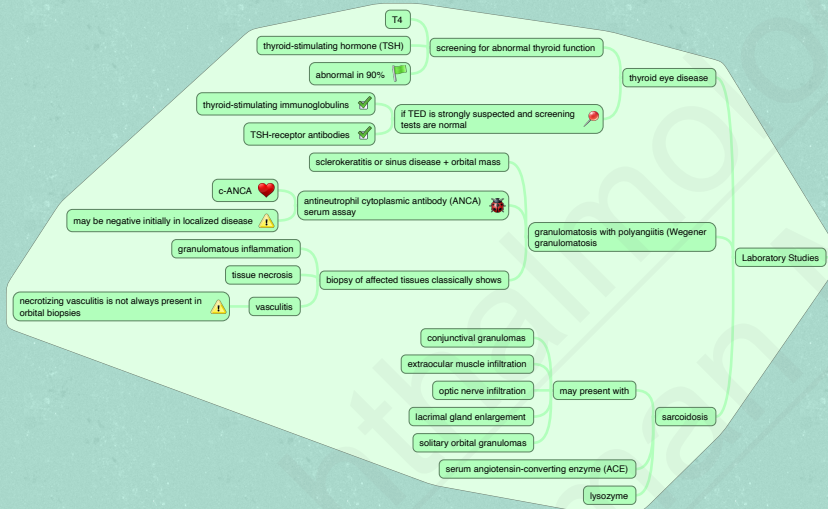 T4
thyroid-stimulating hormone (TSH)
abnormal in 90%
screening for abnormal thyroid function
thyroid-stimulating immunoglobulins
TSH-receptor antibodies
if TED is strongly suspected and screening
tests are normal
thyroid eye disease
sclerokeratitis or sinus disease + orbital mass
c-ANCA
may be negative initially in localized disease
antineutrophil cytoplasmic antibody (ANCA)
serum assay
granulomatous inflammation
tissue necrosis
necrotizing vasculitis is not always present in
orbital biopsies
vasculitis
biopsy of affected tissues classically shows
granulomatosis with polyangiitis (Wegener
granulomatosis
Laboratory Studies
conjunctival granulomas
extraocular muscle infiltration
optic nerve infiltration
lacrimal gland enlargement
solitary orbital granulomas
may present with
serum angiotensin-converting enzyme (ACE)
lysozyme
sarcoidosis